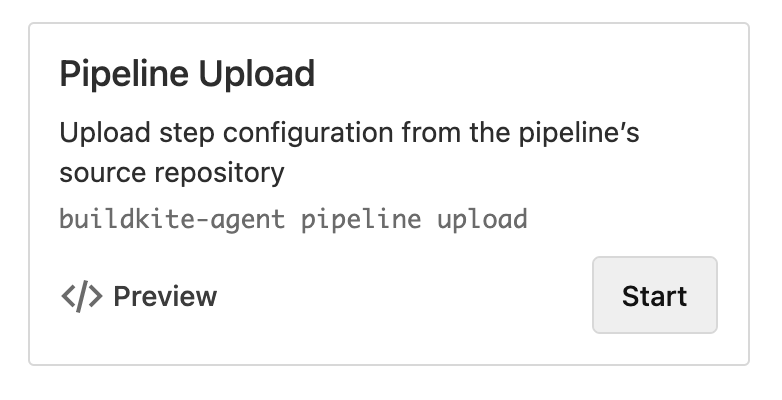 Pipeline Upload
Upload step configuration from the pipeline’s
source repository
buildkite-agent pipeline upload
</> Preview
Start